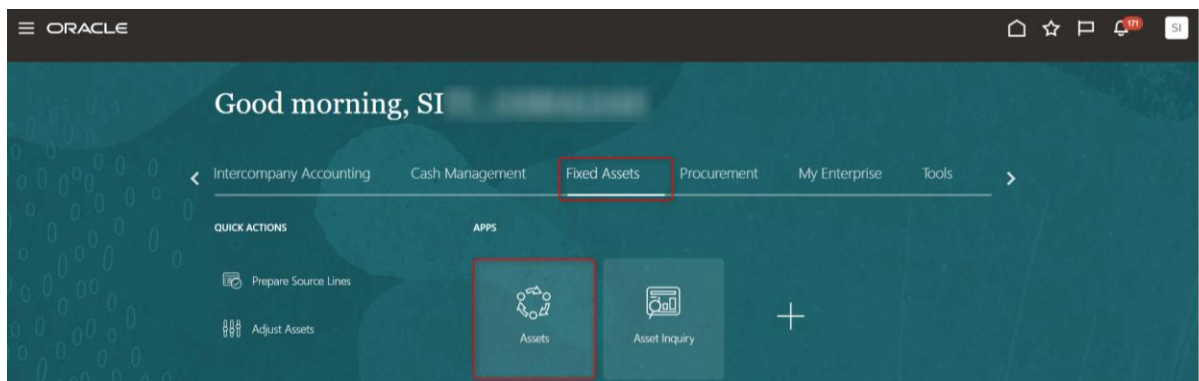 ORACLE
171
SI
Good morning, SI
Intercompany Accounting Cash Management Fixed Assets Procurement My Enterprise Tools
QUICK ACTIONS APPS
Prepare Source Lines
Adjust Assets
Assets Asset Inquiry